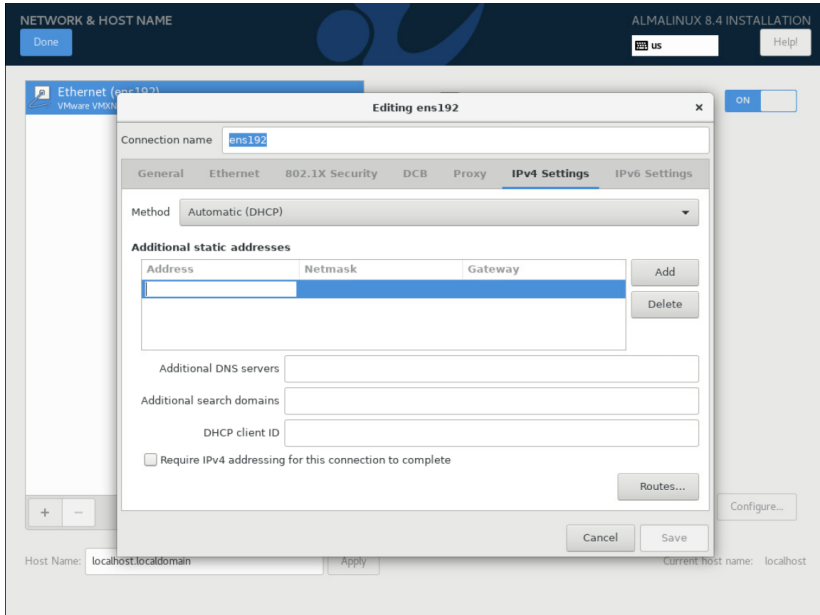 NETWORK & HOST NAME
ALMALINUX 8.4 INSTALLATION
Done
us
Help!
Ethernet (ens192)
VMware VMXN
ON
Editing ens192
×
Connection name
ens192
General
Ethernet
802.1X Security
DCB
Proxy
IPv4 Settings
IPv6 Settings
Method
Automatic (DHCP)
Additional static addresses
Address
Netmask
Gateway
Add
Delete
Additional DNS servers
Additional search domains
DHCP client ID
Require IPv4 addressing for this connection to complete
Routes...
+
−
Configure...
Cancel
Save
Host Name:
localhost.localdomain
Apply
Current host name:
localhost